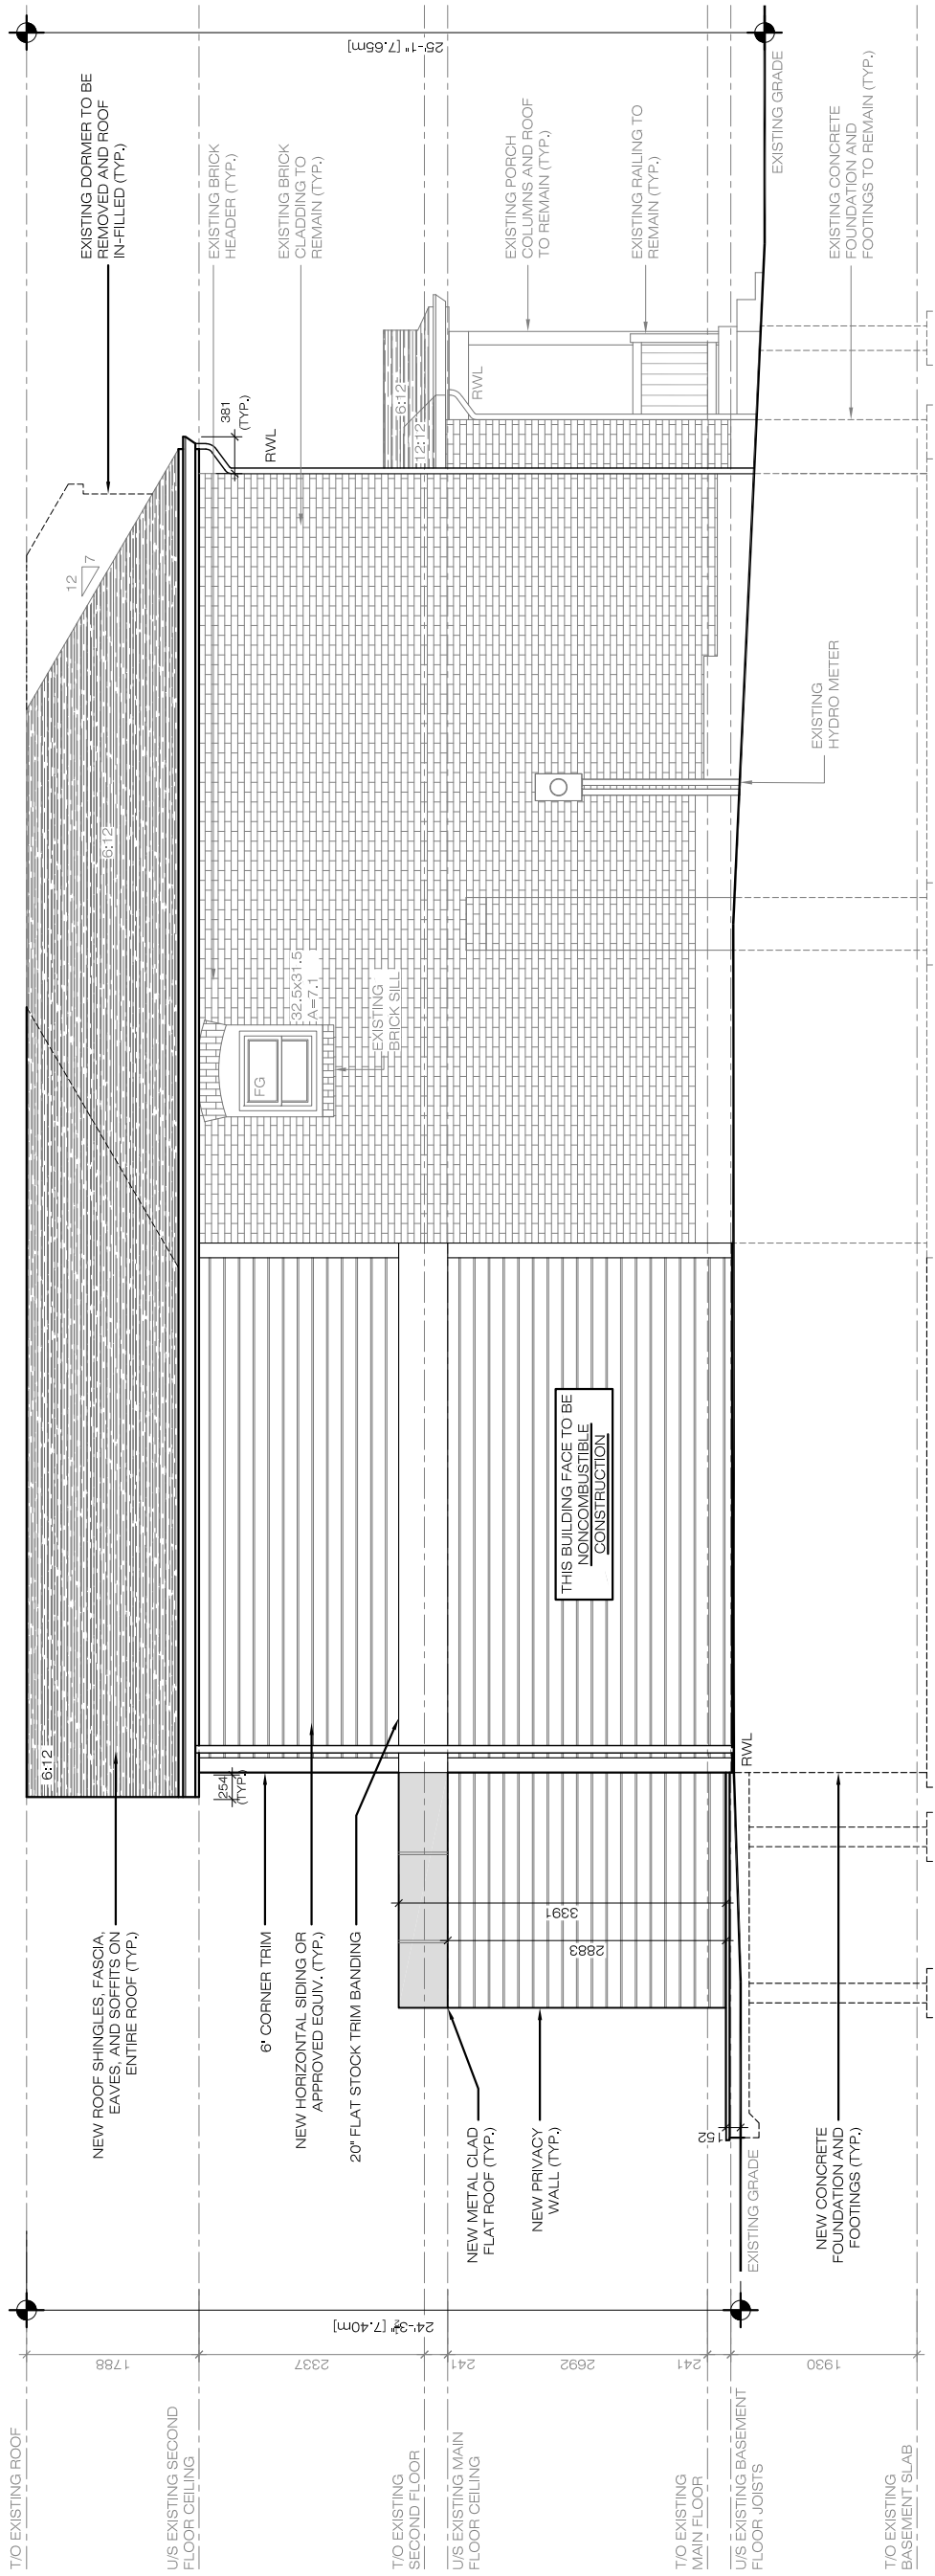 T/O EXISTING ROOF
U/S EXISTING SECOND
FLOOR CEILING
T/O EXISTING
SECOND FLOOR
U/S EXISTING MAIN
FLOOR CEILING
T/O EXISTING
MAIN FLOOR
U/S EXISTING BASEMENT
FLOOR JOISTS
T/O EXISTING
BASEMENT SLAB
1788
2337
241
2692
241
1930
24'-3½" [7.40m]
NEW ROOF SHINGLES, FASCIA,
EAVES, AND SOFFITS ON
ENTIRE ROOF (TYP.)
6" CORNER TRIM
NEW HORIZONTAL SIDING OR
APPROVED EQUIV. (TYP.)
20" FLAT STOCK TRIM BANDING
NEW METAL CLAD
FLAT ROOF (TYP.)
NEW PRIVACY
WALL (TYP.)
152
EXISTING GRADE
NEW CONCRETE
FOUNDATION AND
FOOTINGS (TYP.)
3391
2883
6:12
254
(TYP.)
RWL
THIS BUILDING FACE TO BE
NONCOMBUSTIBLE
CONSTRUCTION
FG
32.5x31.5
A=7.1
EXISTING
BRICK SILL
6:12
EXISTING
HYDRO METER
12
7
381
(TYP.)
RWL
12:12
6:12
RWL
EXISTING DORMER TO BE
REMOVED AND ROOF
IN-FILLED (TYP.)
EXISTING BRICK
HEADER (TYP.)
EXISTING BRICK
CLADDING TO
REMAIN (TYP.)
EXISTING PORCH
COLUMNS AND ROOF
TO REMAIN (TYP.)
EXISTING RAILING TO
REMAIN (TYP.)
EXISTING GRADE
EXISTING CONCRETE
FOUNDATION AND
FOOTINGS TO REMAIN (TYP.)
25'-1" [7.65m]